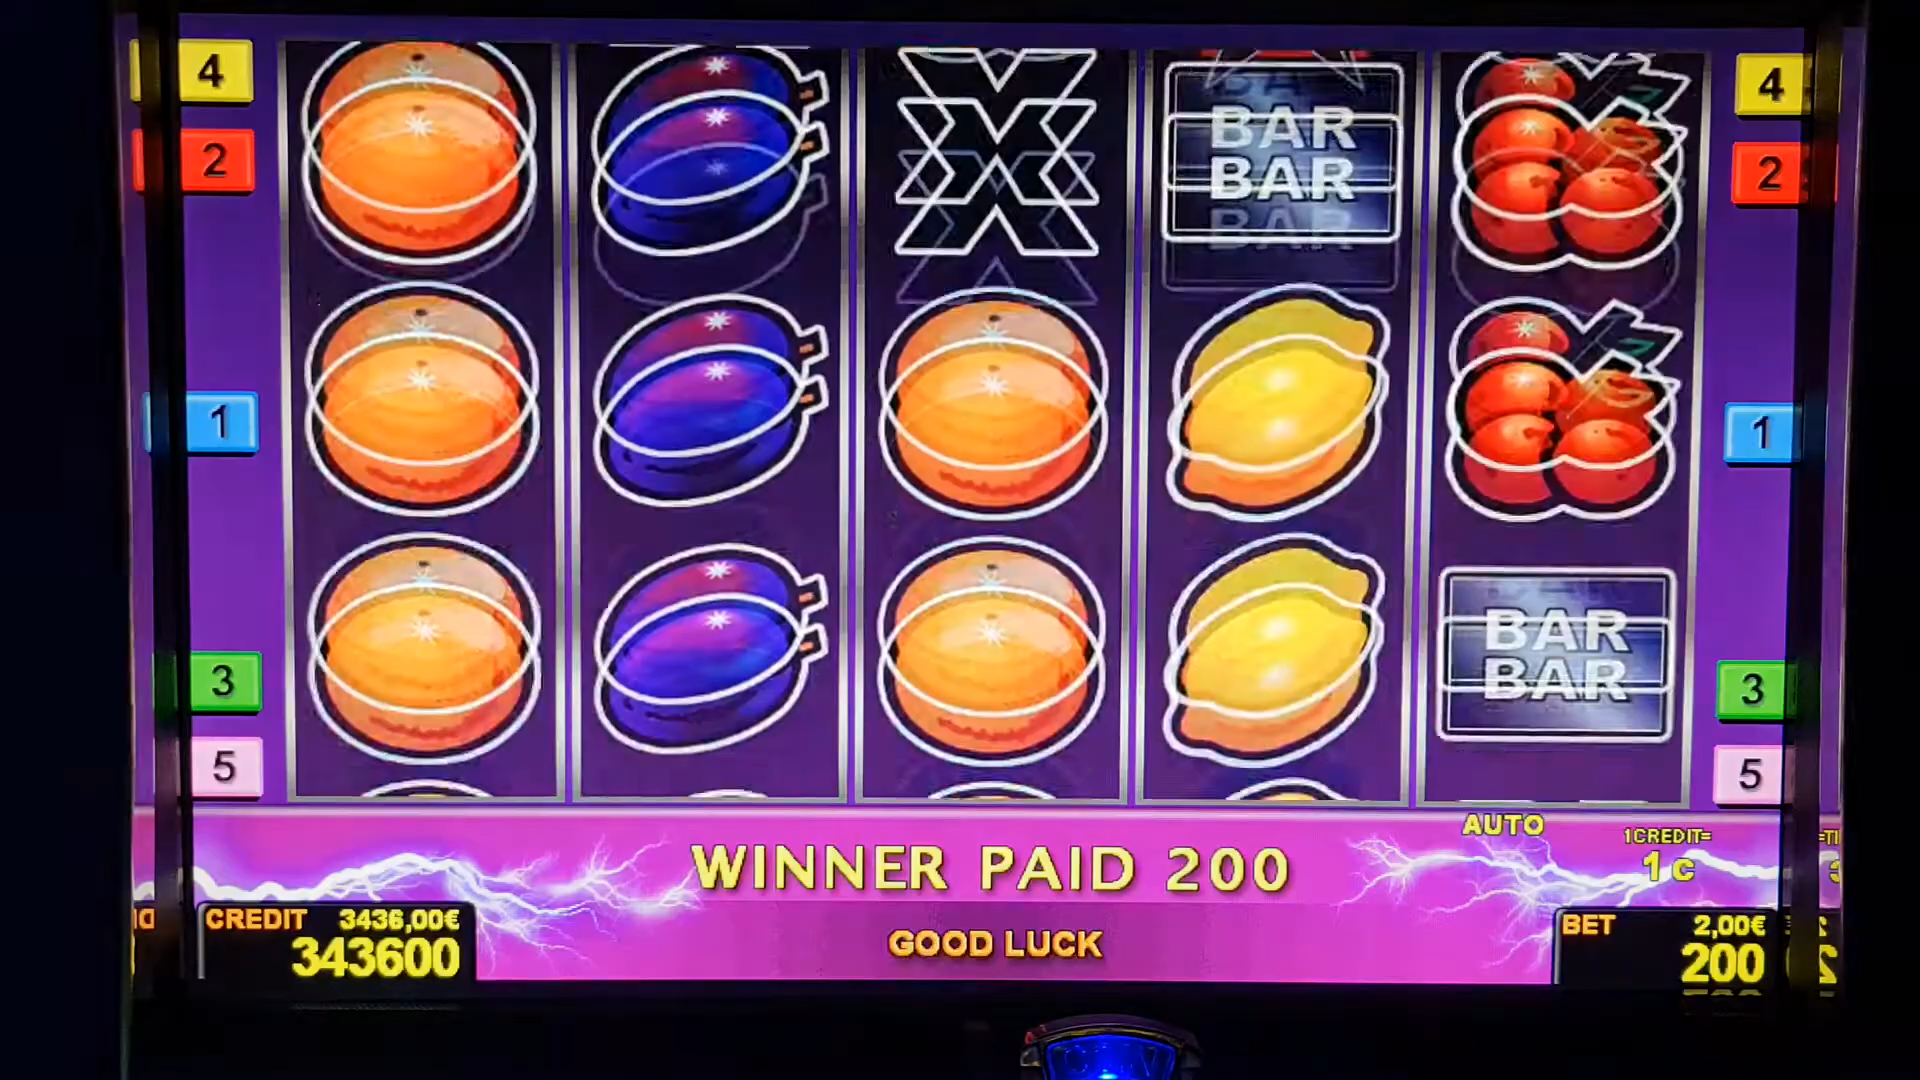 4
4
2
2
BAR
BAR
1
1
BAR
BAR
3
3
5
5
AUTO
1CREDIT=
1c
WINNER PAID 200
CREDIT 3436,00€
343600
GOOD LUCK
BET 2,00€
200